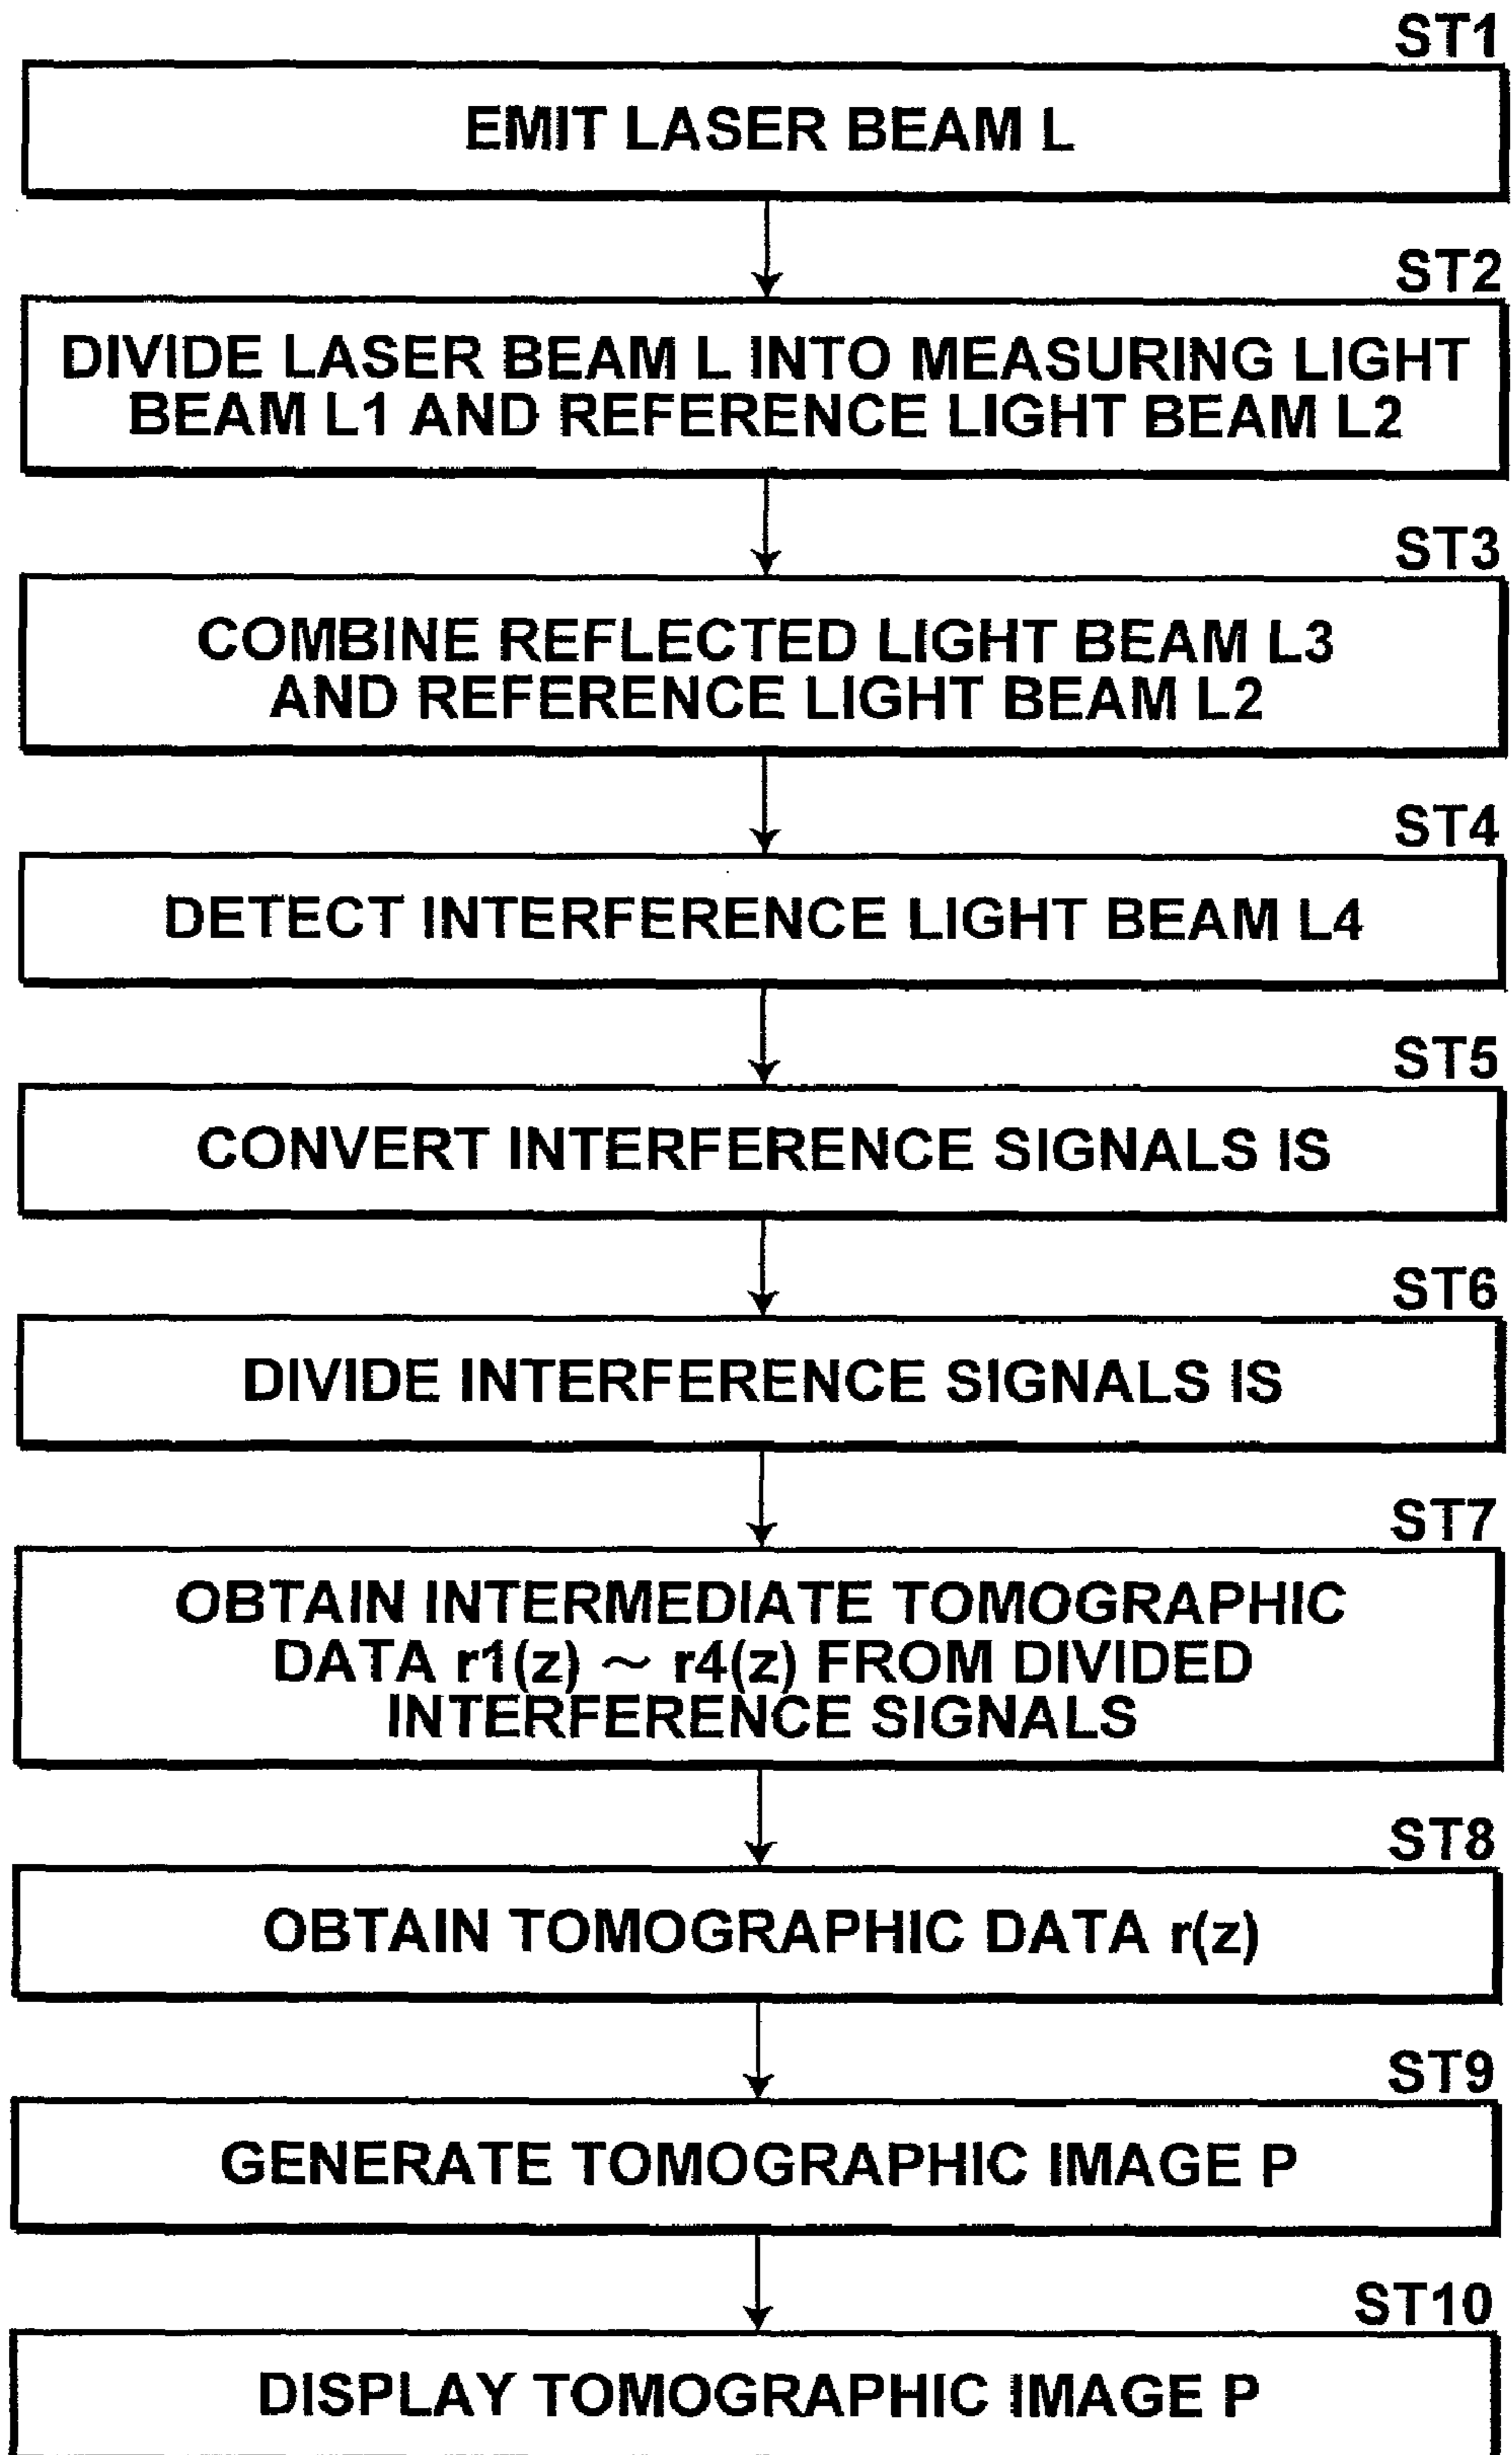 ST1
EMIT LASER BEAM L
ST2
DIVIDE LASER BEAM L INTO MEASURING LIGHT
BEAM L1 AND REFERENCE LIGHT BEAM L2
ST3
COMBINE REFLECTED LIGHT BEAM L3
AND REFERENCE LIGHT BEAM L2
ST4
DETECT INTERFERENCE LIGHT BEAM L4
ST5
CONVERT INTERFERENCE SIGNALS IS
ST6
DIVIDE INTERFERENCE SIGNALS IS
ST7
OBTAIN INTERMEDIATE TOMOGRAPHIC
DATA r1(z) ~ r4(z) FROM DIVIDED
INTERFERENCE SIGNALS
ST8
OBTAIN TOMOGRAPHIC DATA r(z)
ST9
GENERATE TOMOGRAPHIC IMAGE P
ST10
DISPLAY TOMOGRAPHIC IMAGE P